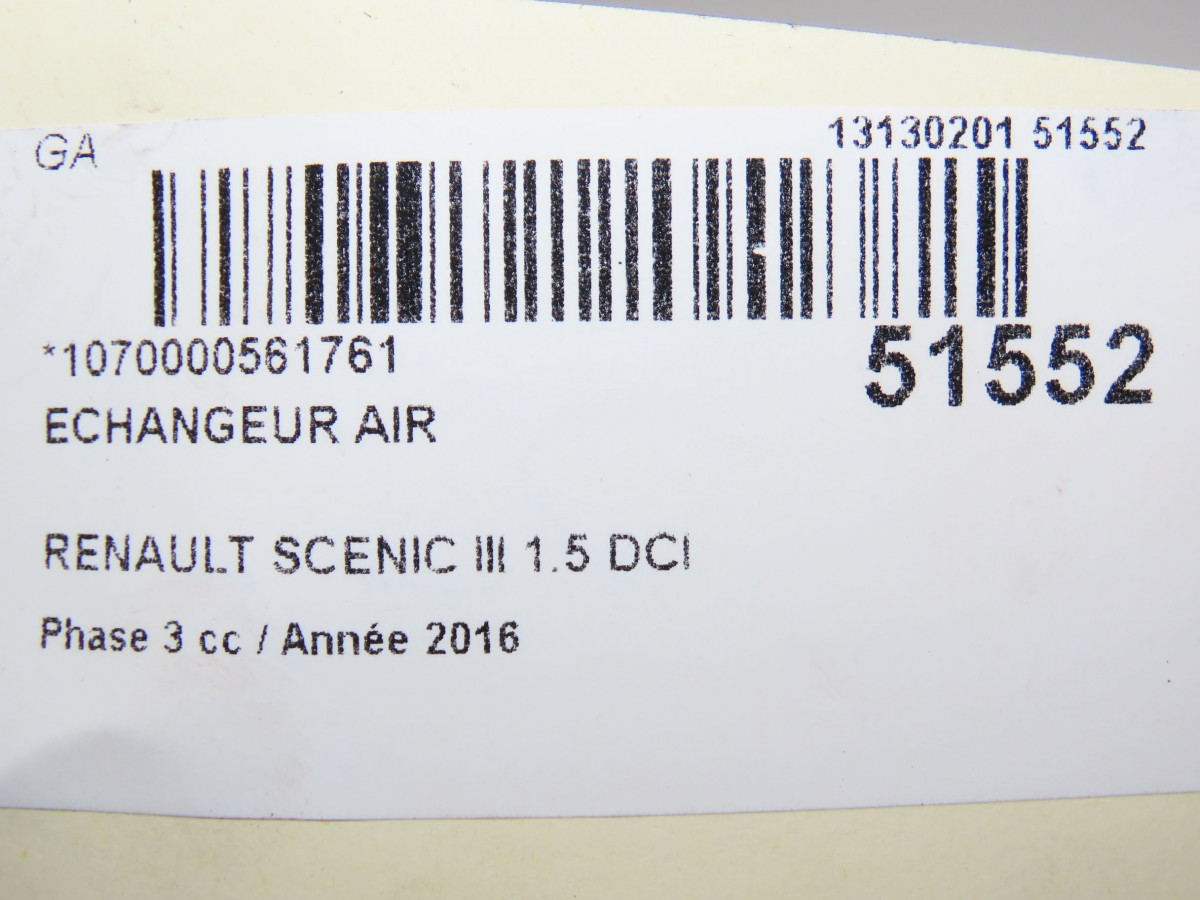 GA
13130201 51552
*1070000561761
51552
ECHANGEUR AIR
RENAULT SCENIC III 1.5 DCI
Phase 3 cc / Année 2016